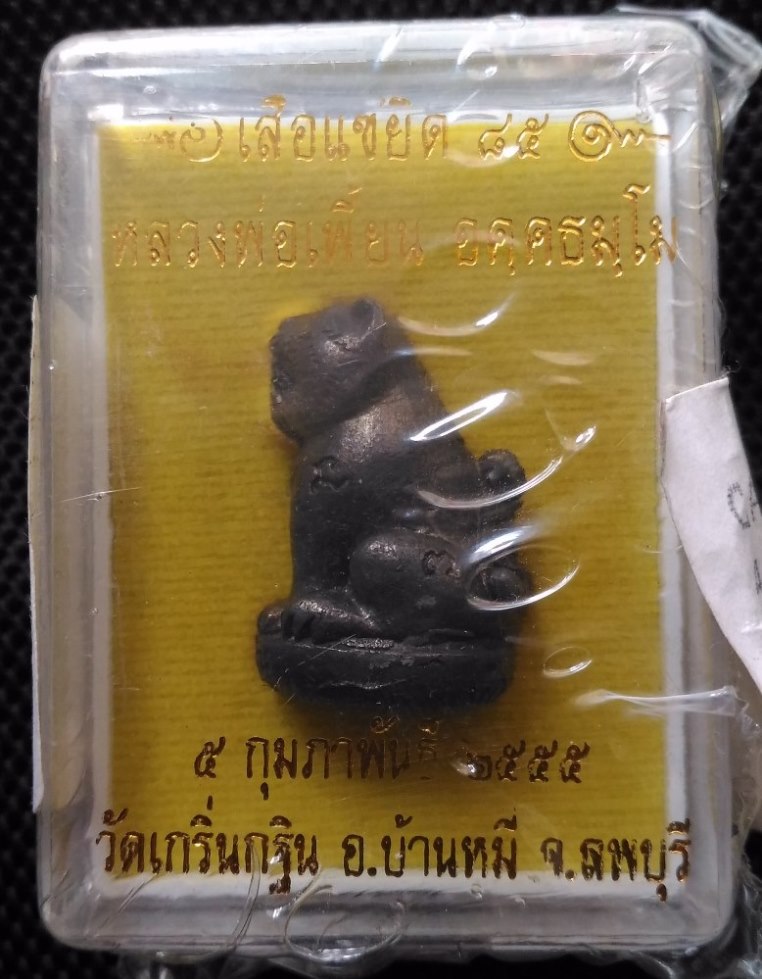 เสือแขยิด ๘๕
หลวงพ่อเพี้ยน อคฺคธมฺโม
๕ กุมภาพันธ์ ๒๕๕๕
วัดเกริ่นกฐิน อ.บ้านหมี่ จ.ลพบุรี